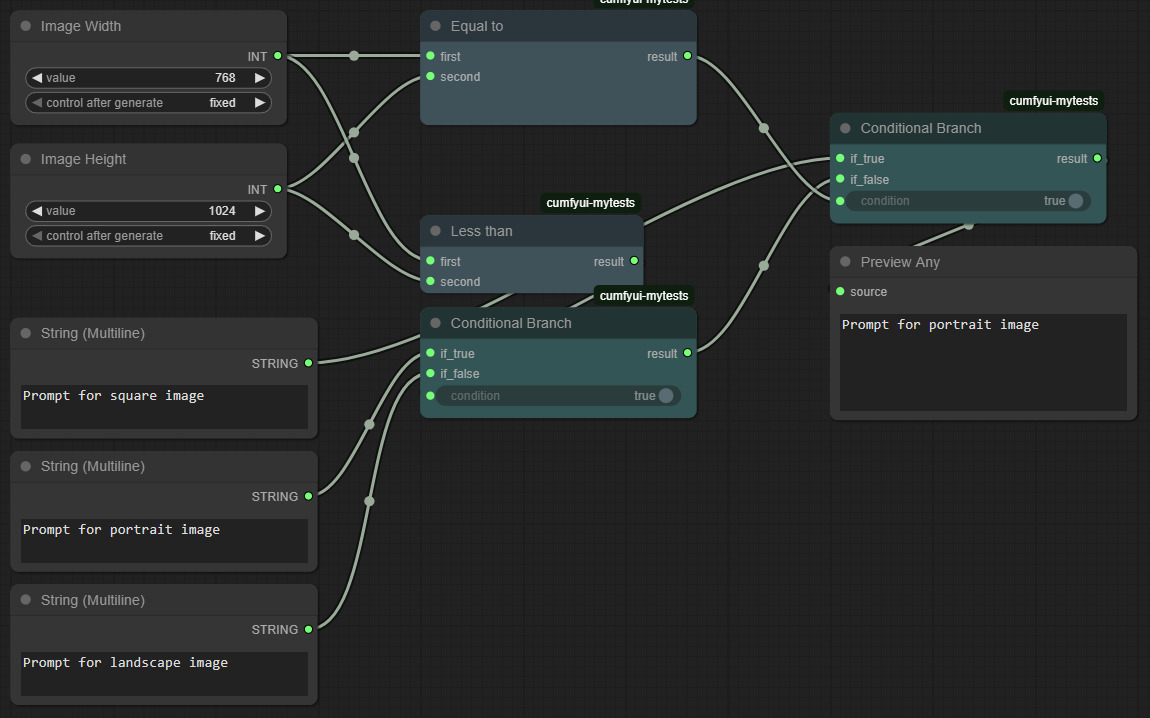 Image Width
INT
value 768
control after generate fixed
Image Height
INT
value 1024
control after generate fixed
String (Multiline)
STRING
Prompt for square image
String (Multiline)
STRING
Prompt for portrait image
String (Multiline)
STRING
Prompt for landscape image
cumfyui-mytests
Equal to
first result
second
cumfyui-mytests
Less than
first result
second
cumfyui-mytests
Conditional Branch
if_true result
if_false
condition true
cumfyui-mytests
Conditional Branch
if_true result
if_false
condition true
Preview Any
source
Prompt for portrait image